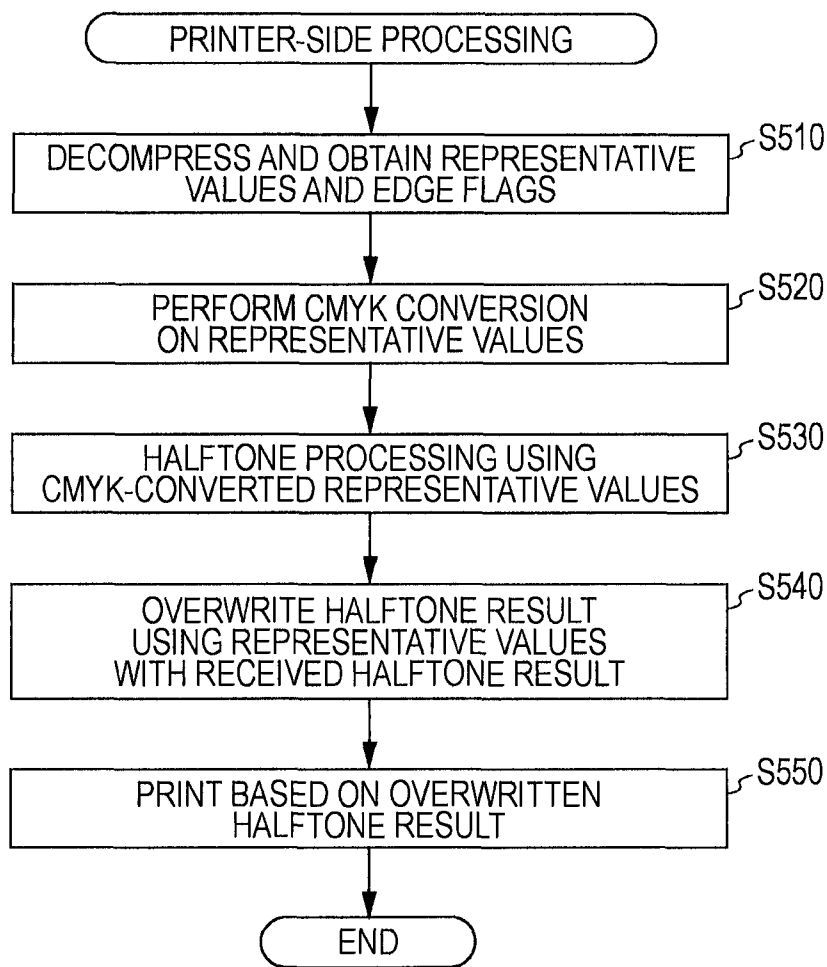 PRINTER-SIDE PROCESSING
S510
DECOMPRESS AND OBTAIN REPRESENTATIVE
VALUES AND EDGE FLAGS
S520
PERFORM CMYK CONVERSION
ON REPRESENTATIVE VALUES
S530
HALFTONE PROCESSING USING
CMYK-CONVERTED REPRESENTATIVE VALUES
S540
OVERWRITE HALFTONE RESULT
USING REPRESENTATIVE VALUES
WITH RECEIVED HALFTONE RESULT
S550
PRINT BASED ON OVERWRITTEN
HALFTONE RESULT
END